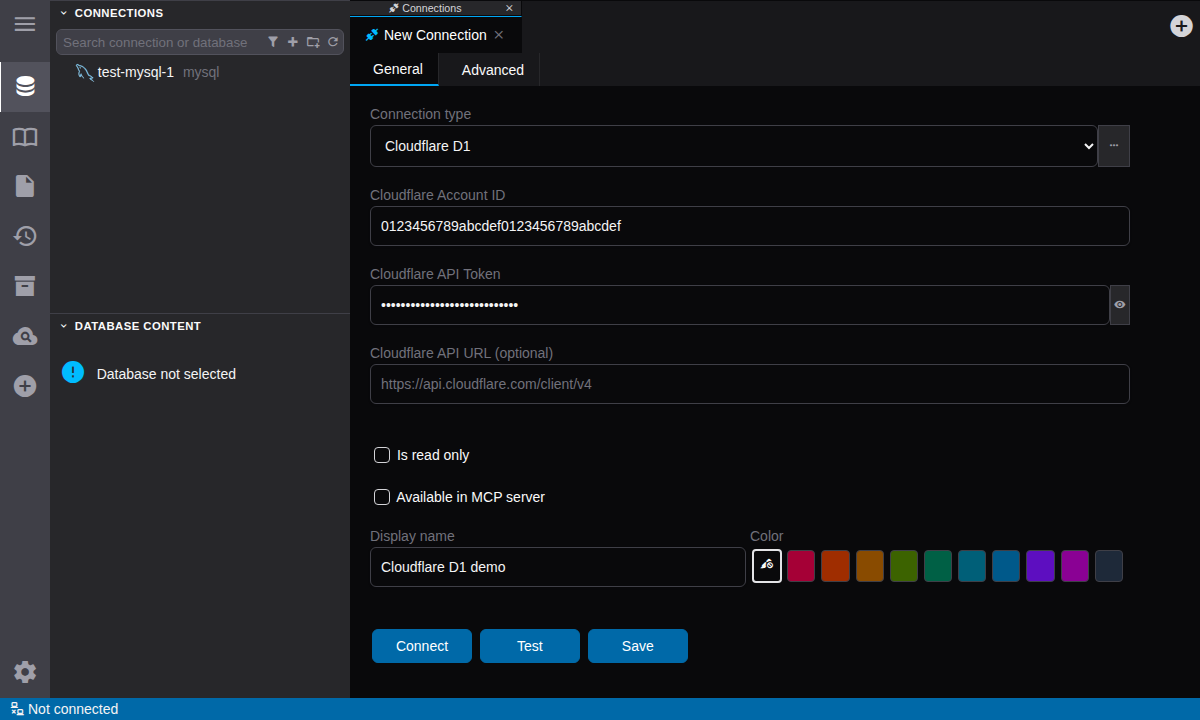 CONNECTIONS
Search connection or database
test-mysql-1 mysql
DATABASE CONTENT
Database not selected
Connections
New Connection
General
Advanced
Connection type
Cloudflare D1
Cloudflare Account ID
0123456789abcdef0123456789abcdef
Cloudflare API Token
••••••••••••••••••••••••••••
Cloudflare API URL (optional)
https://api.cloudflare.com/client/v4
Is read only
Available in MCP server
Display name
Color
Cloudflare D1 demo
Connect
Test
Save
Not connected